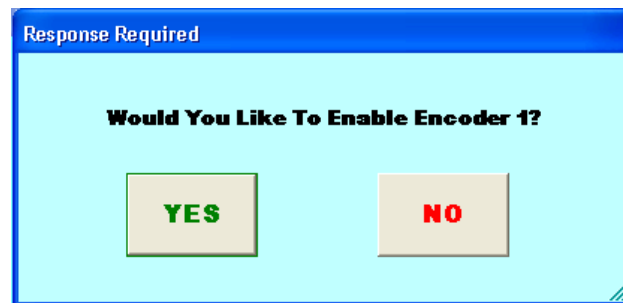 Response Required
Would You Like To Enable Encoder 1?
YES NO